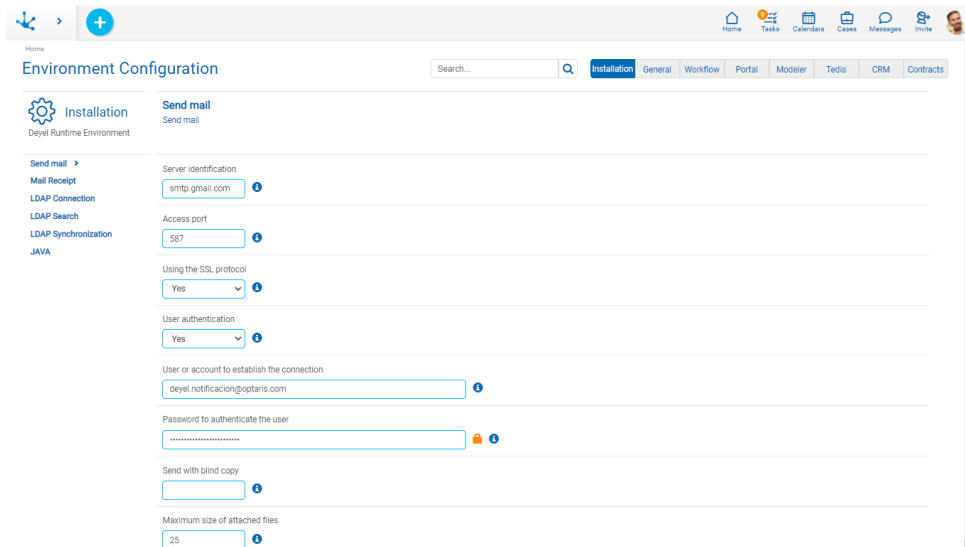 9
Home Tasks Calendars Cases Messages Invite
Home
Environment Configuration
Search...
Installation General Workflow Portal Modeler Tedis CRM Contracts
Installation
Deyel Runtime Environment
Send mail
Send mail
Send mail
Mail Receipt
LDAP Connection
LDAP Search
LDAP Synchronization
JAVA
Server identification
smtp.gmail.com
Access port
587
Using the SSL protocol
Yes
User authentication
Yes
User or account to establish the connection
deyel.notificacion@optaris.com
Password to authenticate the user
Send with blind copy
Maximum size of attached files
25